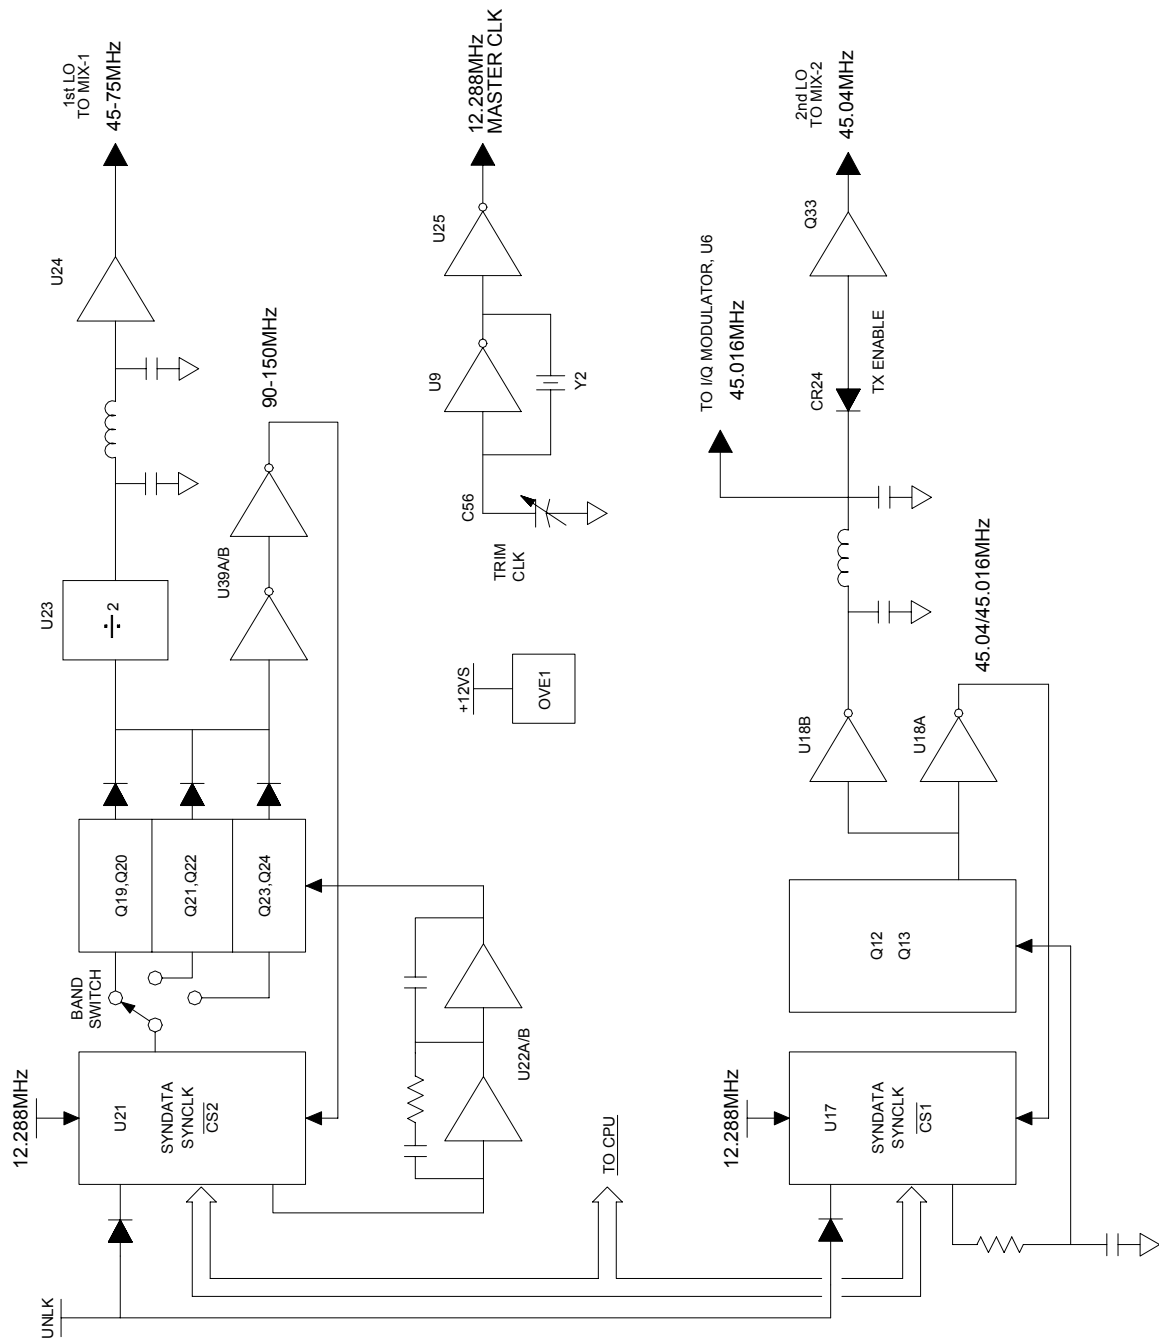 UNLK
12.288MHz
U21
SYNDATA
SYNCLK
CS2
BAND
SWITCH
Q19,Q20
Q21,Q22
Q23,Q24
U23
÷2
U24
1st LO
TO MIX-1
45-75MHz
U39A/B
90-150MHz
U22A/B
TO CPU
+12VS
OVE1
TRIM
CLK
C56
U9
Y2
U25
12.288MHz
MASTER CLK
12.288MHz
U17
SYNDATA
SYNCLK
CS1
Q12
Q13
U18B
U18A
45.04/45.016MHz
TO I/Q MODULATOR, U6
45.016MHz
CR24
TX ENABLE
Q33
2nd LO
TO MIX-2
45.04MHz